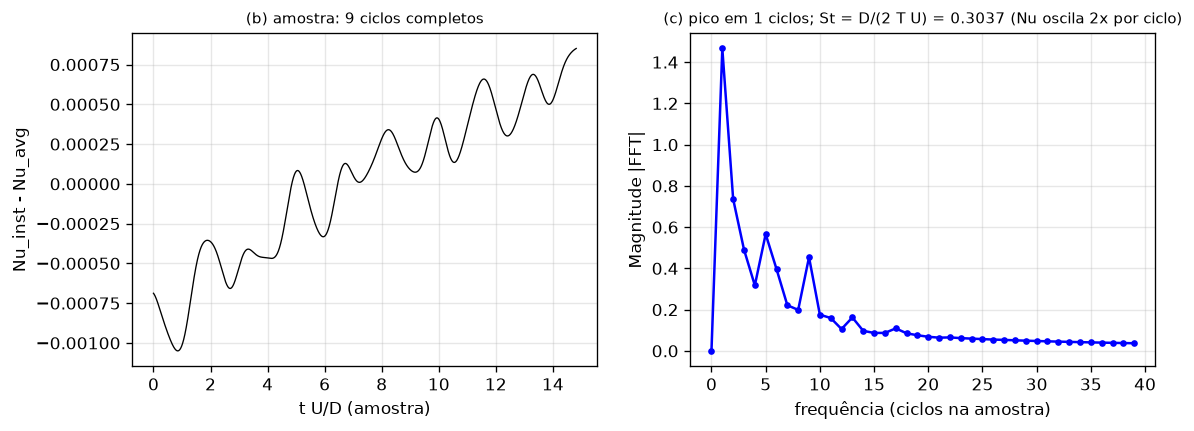 (b) amostra: 9 ciclos completos
Nu_inst - Nu_avg
0.00075
0.00050
0.00025
0.00000
−0.00025
−0.00050
−0.00075
−0.00100
0 2 4 6 8 10 12 14
t U/D (amostra)
(c) pico em 1 ciclos; St = D/(2 T U) = 0.3037 (Nu oscila 2x por ciclo)
Magnitude |FFT|
1.4
1.2
1.0
0.8
0.6
0.4
0.2
0.0
0 5 10 15 20 25 30 35 40
frequência (ciclos na amostra)